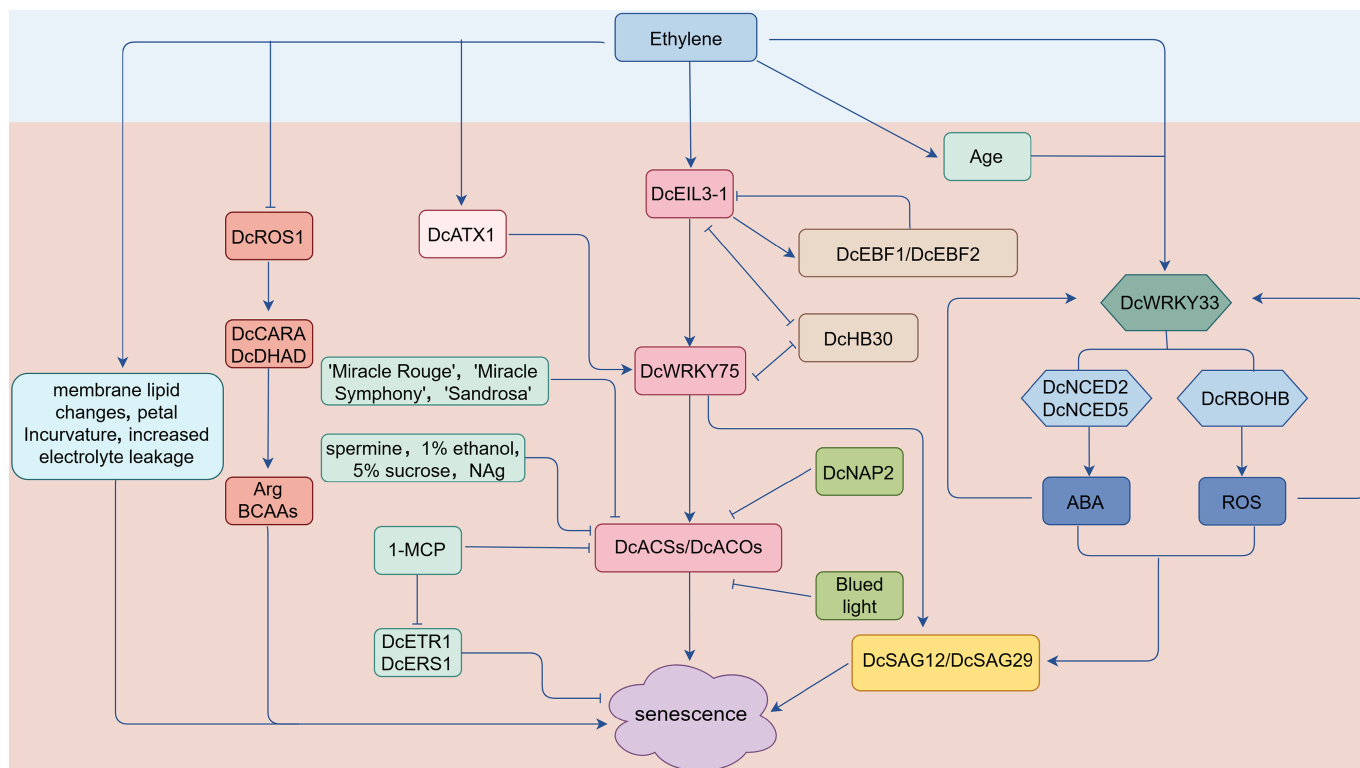 Ethylene
Age
DcEIL3-1
DcROS1
DcATX1
DcEBF1/DcEBF2
DcWRKY33
DcHB30
DcCARA
DcDHAD
DcWRKY75
'Miracle Rouge', 'Miracle
Symphony', 'Sandrosa'
DcNCED2
DcNCED5
DcRBOHB
membrane lipid
changes, petal
Incurvature, increased
electrolyte leakage
spermine, 1% ethanol,
5% sucrose, NAg
DcNAP2
Arg
BCAAs
ABA
ROS
1-MCP
DcACSs/DcACOs
Blued
light
DcETR1
DcERS1
DcSAG12/DcSAG29
senescence